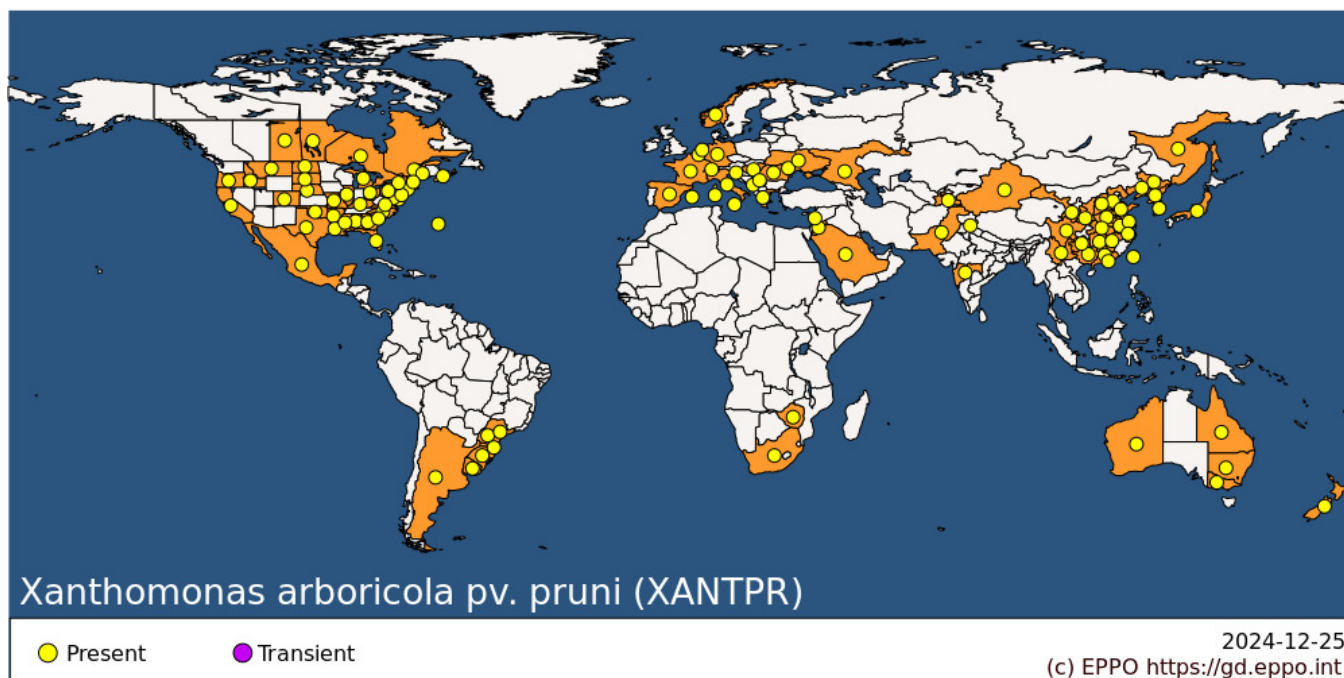 Xanthomonas arboricola pv. pruni (XANTPR)
Present
Transient
2024-12-25
(c) EPPO https://gd.eppo.int